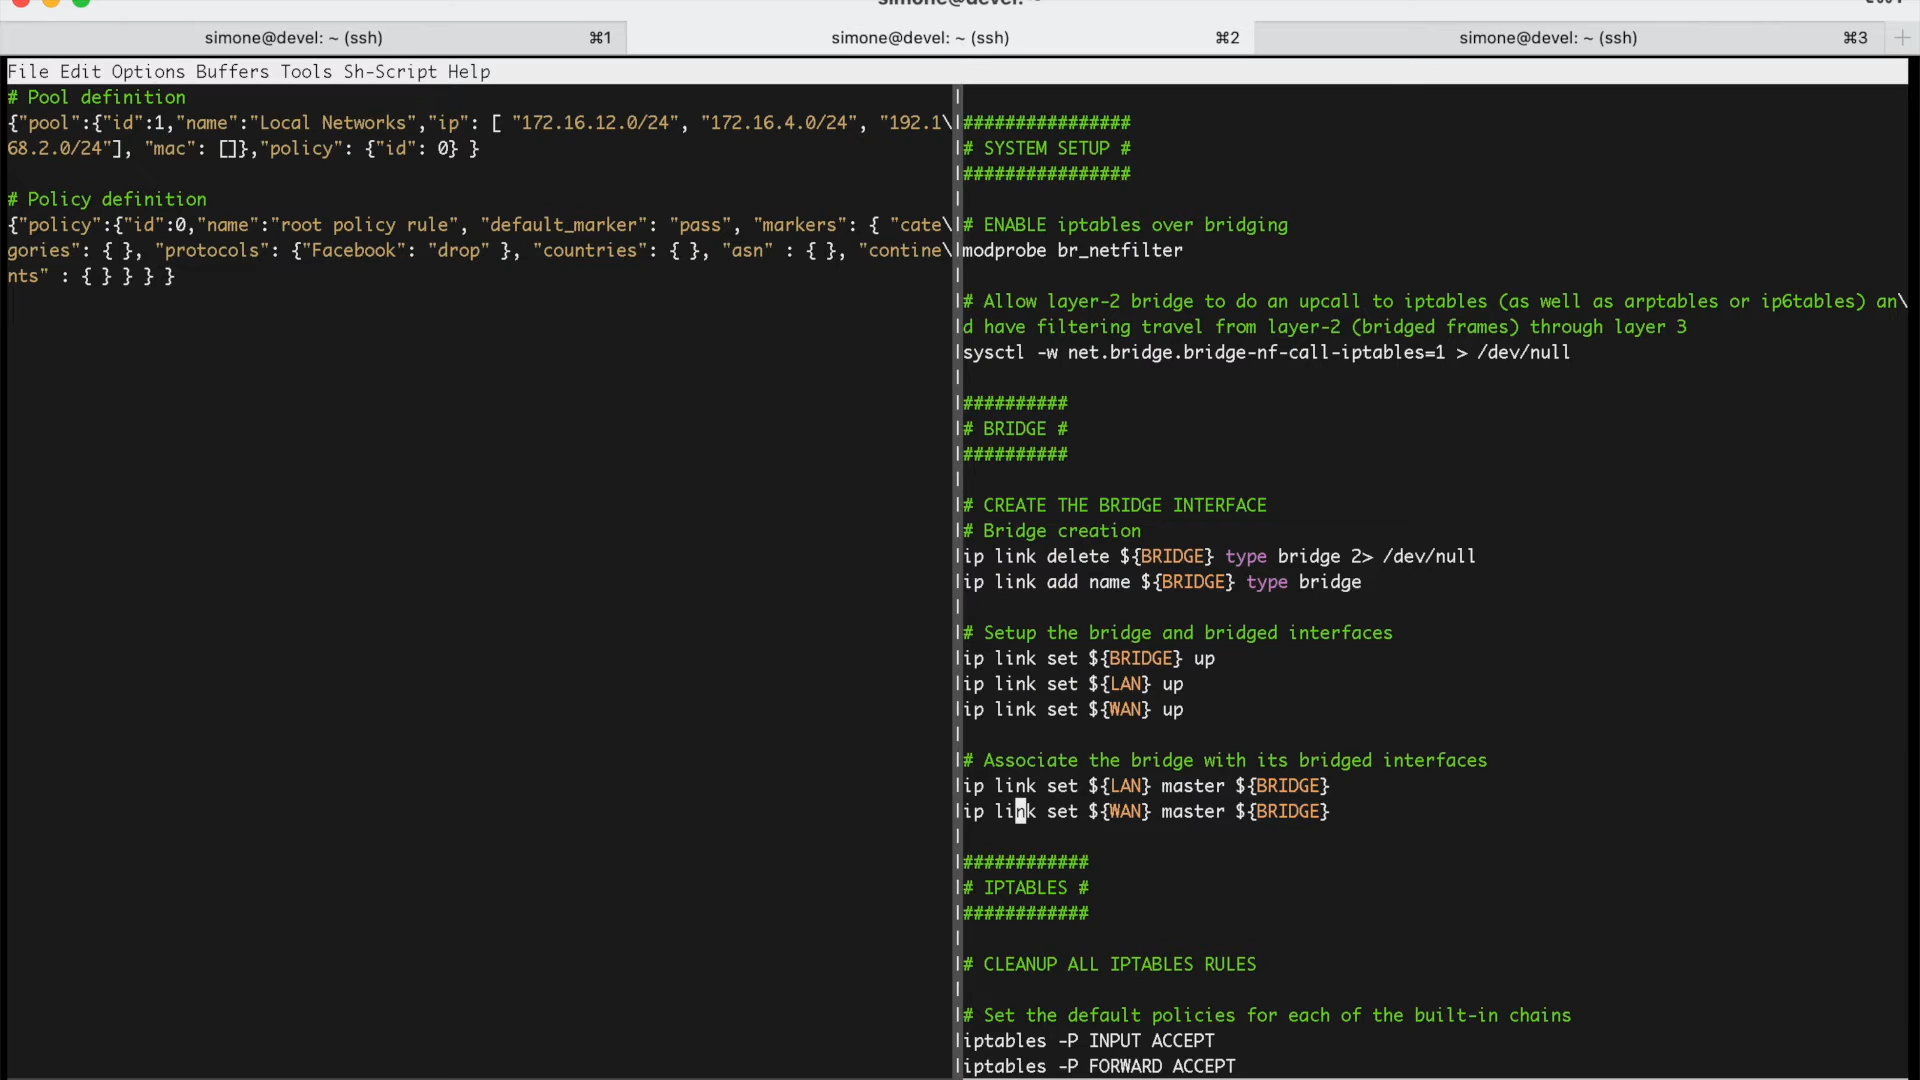 simone@devel: ~
simone@devel: ~ (ssh) ⌘1
simone@devel: ~ (ssh) ⌘2
simone@devel: ~ (ssh) ⌘3
File Edit Options Buffers Tools Sh-Script Help
# Pool definition
{"pool":{"id":1,"name":"Local Networks","ip": [ "172.16.12.0/24", "172.16.4.0/24", "192.1\
68.2.0/24"], "mac": []},"policy": {"id": 0} }
# Policy definition
{"policy":{"id":0,"name":"root policy rule", "default_marker": "pass", "markers": { "cate\
gories": { }, "protocols": {"Facebook": "drop" }, "countries": { }, "asn" : { }, "contine\
nts" : { } } } }
################
# SYSTEM SETUP #
################
# ENABLE iptables over bridging
modprobe br_netfilter
# Allow layer-2 bridge to do an upcall to iptables (as well as arptables or ip6tables) an\
d have filtering travel from layer-2 (bridged frames) through layer 3
sysctl -w net.bridge.bridge-nf-call-iptables=1 > /dev/null
##########
# BRIDGE #
##########
# CREATE THE BRIDGE INTERFACE
# Bridge creation
ip link delete ${BRIDGE} type bridge 2> /dev/null
ip link add name ${BRIDGE} type bridge
# Setup the bridge and bridged interfaces
ip link set ${BRIDGE} up
ip link set ${LAN} up
ip link set ${WAN} up
# Associate the bridge with its bridged interfaces
ip link set ${LAN} master ${BRIDGE}
ip link set ${WAN} master ${BRIDGE}
############
# IPTABLES #
############
# CLEANUP ALL IPTABLES RULES
# Set the default policies for each of the built-in chains
iptables -P INPUT ACCEPT
iptables -P FORWARD ACCEPT